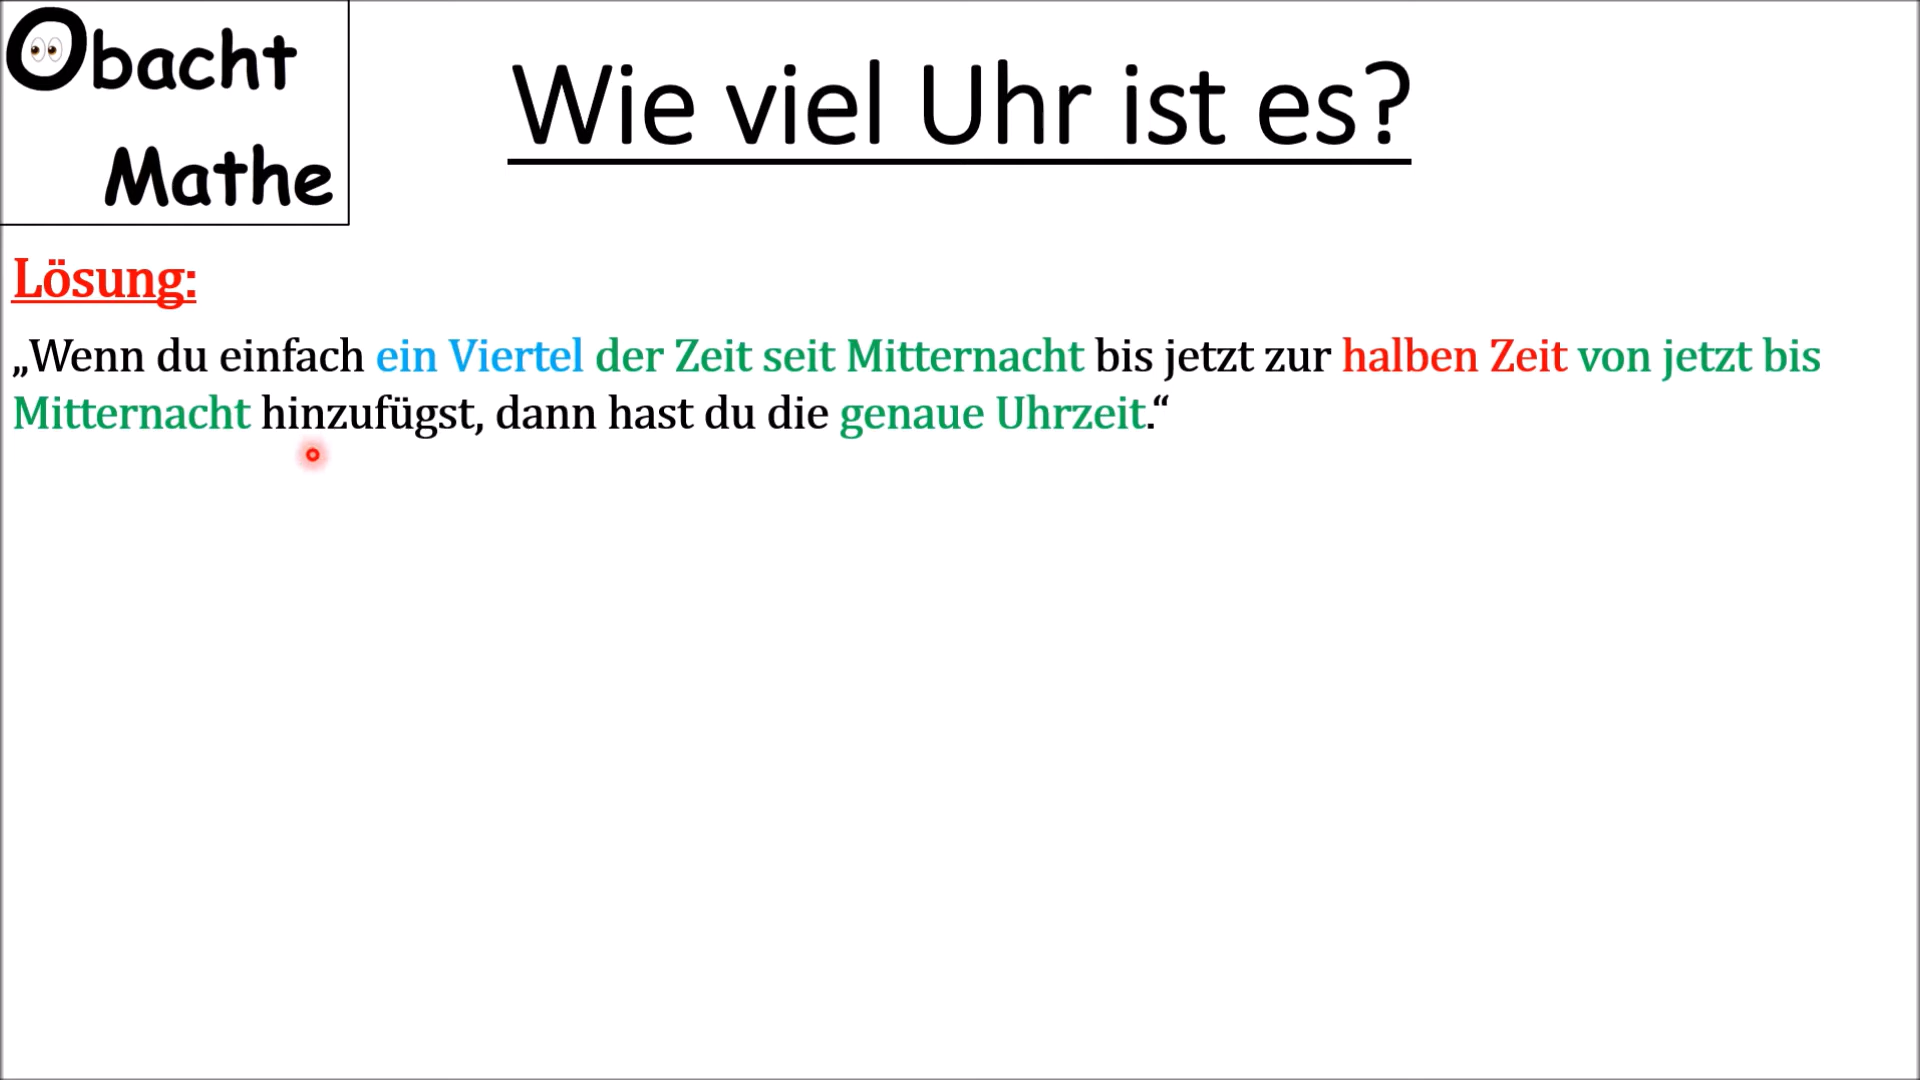 Obacht
Mathe
Wie viel Uhr ist es?
Lösung:
„Wenn du einfach ein Viertel der Zeit seit Mitternacht bis jetzt zur halben Zeit von jetzt bis
Mitternacht hinzufügst, dann hast du die genaue Uhrzeit.“